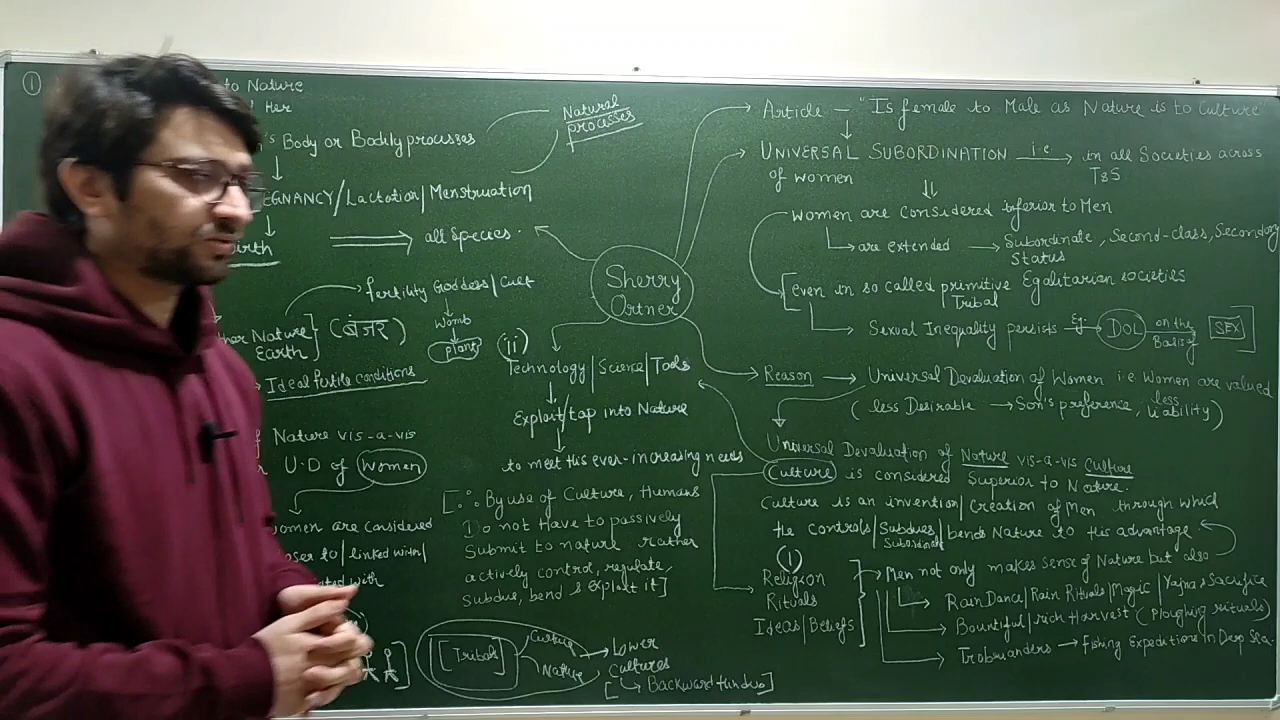 ①
to Nature
Her
's Body or Bodily processes
EGNANCY/Lactation/Menstruation
Birth
all Species.
Natural
processes
fertility Goddess/Cult
Womb
plant
ther Nature
Earth
(बंजर)
Ideal fertile conditions
Nature vis-a-vis
U.D of Women
women are considered
oser to/linked with/
ated with
Sherry
Ortner
(ii)
Technology/Science/Tools
Exploit/tap into Nature
to meet His ever-increasing needs
[∵ By use of Culture, Humans
Do not Have to passively
Submit to nature rather
actively control, regulate,
Subdue, bend & exploit it]
[Tribals]
Culture
Nature
Lower
Cultures
[Backward
Article — "Is female to Male as Nature is to Culture
UNIVERSAL SUBORDINATION i.e. in all Societies across
of women
T&S
Women are Considered inferior to Men
are extended → Subordinate, Second-class, Secondary
Status
[even in so called primitive Egalitarian societies
Tribal
Sexual Inequality persists Eg: DOL on the
Basis of
SEX
Reason → Universal Devaluation of Women i.e Women are valued
less
(less Desirable → Son's preference, Liability)
Universal Devaluation of Nature vis-a-vis Culture
Culture is considered Superior to Nature.
Culture is an invention/Creation of Men through which
He controls/Subdues/bends Nature to His advantage
Subordinate
(i)
Religion
Rituals
Ideas/Beliefs
Men not only makes sense of Nature but also
Rain Dance/Rain Rituals/Magic/Yajna & Sacrifice
Bountiful/rich Harvest (Ploughing rituals)
Trobrianders → Fishing Expeditions in Deep Sea.